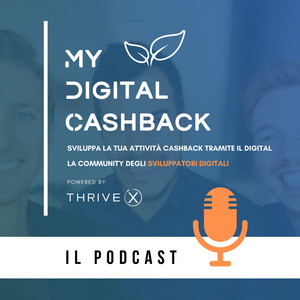 MY
DIGITAL
CASHBACK
SVILUPPA LA TUA ATTIVITÀ CASHBACK TRAMITE IL DIGITAL
LA COMMUNITY DEGLI SVILUPPATORI DIGITALI
POWERED BY
THRIVE X
IL PODCAST